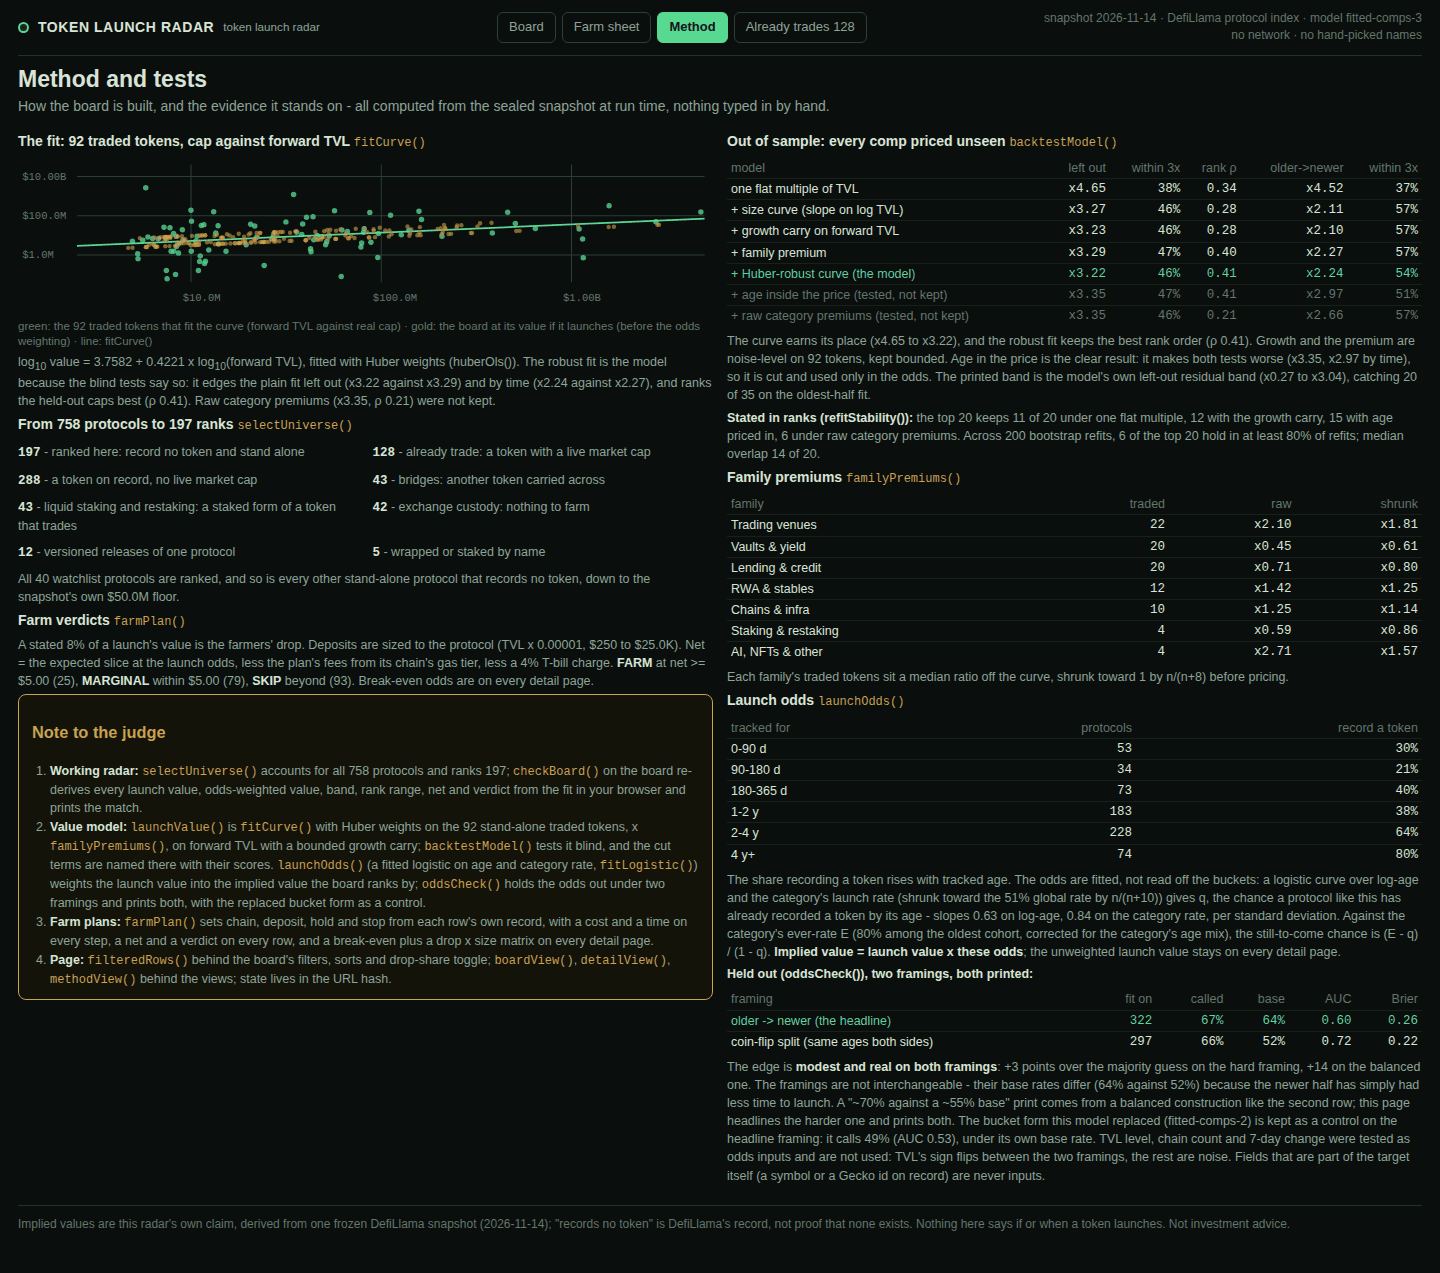 TOKEN LAUNCH RADAR token launch radar
Board Farm sheet Method Already trades 128
snapshot 2026-11-14 · DefiLlama protocol index · model fitted-comps-3
no network · no hand-picked names
Method and tests
How the board is built, and the evidence it stands on - all computed from the sealed snapshot at run time, nothing typed in by hand.
The fit: 92 traded tokens, cap against forward TVL fitCurve()
$10.00B
$100.0M
$1.0M
$10.0M $100.0M $1.00B
green: the 92 traded tokens that fit the curve (forward TVL against real cap) · gold: the board at its value if it launches (before the odds
weighting) · line: fitCurve()
log10 value = 3.7582 + 0.4221 x log10(forward TVL), fitted with Huber weights (huberOls()). The robust fit is the model
because the blind tests say so: it edges the plain fit left out (x3.22 against x3.29) and by time (x2.24 against x2.27), and ranks
the held-out caps best (ρ 0.41). Raw category premiums (x3.35, ρ 0.21) were not kept.
From 758 protocols to 197 ranks selectUniverse()
197 - ranked here: record no token and stand alone
128 - already trade: a token with a live market cap
288 - a token on record, no live market cap
43 - bridges: another token carried across
43 - liquid staking and restaking: a staked form of a token
that trades
42 - exchange custody: nothing to farm
12 - versioned releases of one protocol
5 - wrapped or staked by name
All 40 watchlist protocols are ranked, and so is every other stand-alone protocol that records no token, down to the
snapshot's own $50.0M floor.
Farm verdicts farmPlan()
A stated 8% of a launch's value is the farmers' drop. Deposits are sized to the protocol (TVL x 0.00001, $250 to $25.0K). Net
= the expected slice at the launch odds, less the plan's fees from its chain's gas tier, less a 4% T-bill charge. FARM at net >=
$5.00 (25), MARGINAL within $5.00 (79), SKIP beyond (93). Break-even odds are on every detail page.
Note to the judge
1. Working radar: selectUniverse() accounts for all 758 protocols and ranks 197; checkBoard() on the board re-
derives every launch value, odds-weighted value, band, rank range, net and verdict from the fit in your browser and
prints the match.
2. Value model: launchValue() is fitCurve() with Huber weights on the 92 stand-alone traded tokens, x
familyPremiums(), on forward TVL with a bounded growth carry; backtestModel() tests it blind, and the cut
terms are named there with their scores. launchOdds() (a fitted logistic on age and category rate, fitLogistic())
weights the launch value into the implied value the board ranks by; oddsCheck() holds the odds out under two
framings and prints both, with the replaced bucket form as a control.
3. Farm plans: farmPlan() sets chain, deposit, hold and stop from each row's own record, with a cost and a time on
every step, a net and a verdict on every row, and a break-even plus a drop x size matrix on every detail page.
4. Page: filteredRows() behind the board's filters, sorts and drop-share toggle; boardView(), detailView(),
methodView() behind the views; state lives in the URL hash.
Out of sample: every comp priced unseen backtestModel()
model left out within 3x rank ρ older->newer within 3x
one flat multiple of TVL x4.65 38% 0.34 x4.52 37%
+ size curve (slope on log TVL) x3.27 46% 0.28 x2.11 57%
+ growth carry on forward TVL x3.23 46% 0.28 x2.10 57%
+ family premium x3.29 47% 0.40 x2.27 57%
+ Huber-robust curve (the model) x3.22 46% 0.41 x2.24 54%
+ age inside the price (tested, not kept) x3.35 47% 0.41 x2.97 51%
+ raw category premiums (tested, not kept) x3.35 46% 0.21 x2.66 57%
The curve earns its place (x4.65 to x3.22), and the robust fit keeps the best rank order (ρ 0.41). Growth and the premium are
noise-level on 92 tokens, kept bounded. Age in the price is the clear result: it makes both tests worse (x3.35, x2.97 by time),
so it is cut and used only in the odds. The printed band is the model's own left-out residual band (x0.27 to x3.04), catching 20
of 35 on the oldest-half fit.
Stated in ranks (refitStability()): the top 20 keeps 11 of 20 under one flat multiple, 12 with the growth carry, 15 with age
priced in, 6 under raw category premiums. Across 200 bootstrap refits, 6 of the top 20 hold in at least 80% of refits; median
overlap 14 of 20.
Family premiums familyPremiums()
family traded raw shrunk
Trading venues 22 x2.10 x1.81
Vaults & yield 20 x0.45 x0.61
Lending & credit 20 x0.71 x0.80
RWA & stables 12 x1.42 x1.25
Chains & infra 10 x1.25 x1.14
Staking & restaking 4 x0.59 x0.86
AI, NFTs & other 4 x2.71 x1.57
Each family's traded tokens sit a median ratio off the curve, shrunk toward 1 by n/(n+8) before pricing.
Launch odds launchOdds()
tracked for protocols record a token
0-90 d 53 30%
90-180 d 34 21%
180-365 d 73 40%
1-2 y 183 38%
2-4 y 228 64%
4 y+ 74 80%
The share recording a token rises with tracked age. The odds are fitted, not read off the buckets: a logistic curve over log-age
and the category's launch rate (shrunk toward the 51% global rate by n/(n+10)) gives q, the chance a protocol like this has
already recorded a token by its age - slopes 0.63 on log-age, 0.84 on the category rate, per standard deviation. Against the
category's ever-rate E (80% among the oldest cohort, corrected for the category's age mix), the still-to-come chance is (E - q)
/ (1 - q). Implied value = launch value x these odds; the unweighted launch value stays on every detail page.
Held out (oddsCheck()), two framings, both printed:
framing fit on called base AUC Brier
older -> newer (the headline) 322 67% 64% 0.60 0.26
coin-flip split (same ages both sides) 297 66% 52% 0.72 0.22
The edge is modest and real on both framings: +3 points over the majority guess on the hard framing, +14 on the balanced
one. The framings are not interchangeable - their base rates differ (64% against 52%) because the newer half has simply had
less time to launch. A "~70% against a ~55% base" print comes from a balanced construction like the second row; this page
headlines the harder one and prints both. The bucket form this model replaced (fitted-comps-2) is kept as a control on the
headline framing: it calls 49% (AUC 0.53), under its own base rate. TVL level, chain count and 7-day change were tested as
odds inputs and are not used: TVL's sign flips between the two framings, the rest are noise. Fields that are part of the target
itself (a symbol or a Gecko id on record) are never inputs.
Implied values are this radar's own claim, derived from one frozen DefiLlama snapshot (2026-11-14); "records no token" is DefiLlama's record, not proof that none exists. Nothing here says if or when a token launches. Not investment advice.